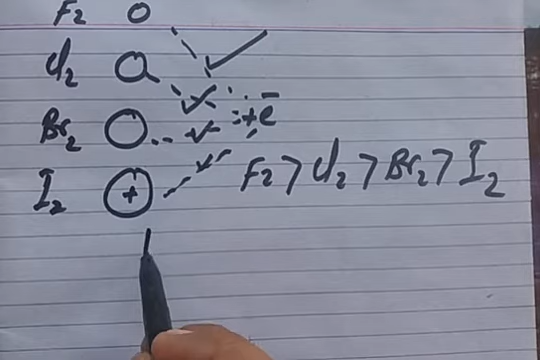 F2
Cl2
Br2
I2 +
+e̅
F2 > Cl2 > Br2 > I2